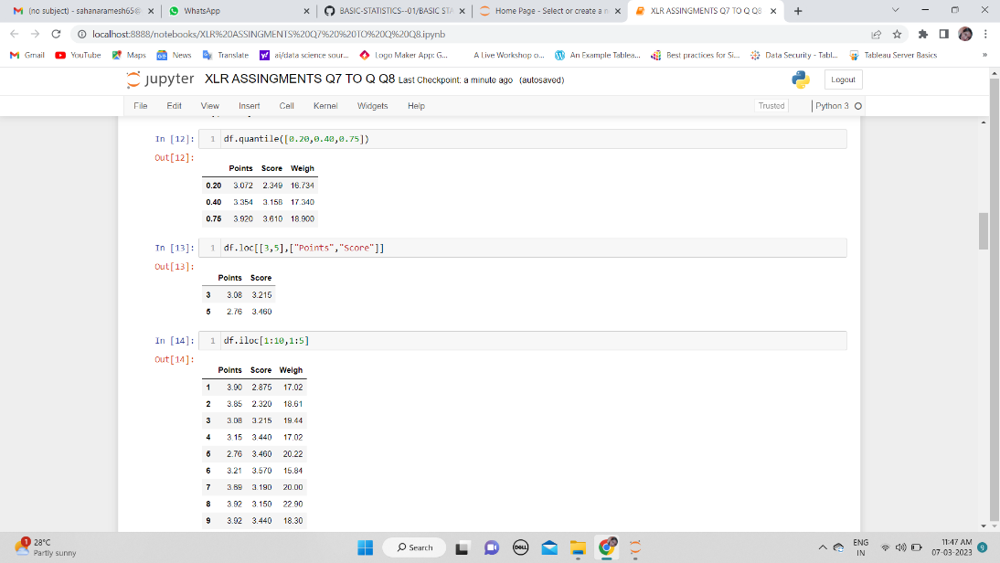 (no subject) - sahanaramesh65@
WhatsApp
BASIC-STATISTICS--01/BASIC STA
Home Page - Select or create a n
XLR ASSINGMENTS Q7 TO Q Q8
localhost:8888/notebooks/XLR%20ASSINGMENTS%20Q7%20%20TO%20Q%20Q8.ipynb
Gmail
YouTube
Maps
News
Translate
ai/data science sour...
Logo Maker App: G...
A Live Workshop o...
An Example Tablea...
Best practices for Si...
Data Security - Tabl...
Tableau Server Basics
»
jupyter XLR ASSINGMENTS Q7 TO Q Q8 Last Checkpoint: a minute ago (autosaved)
Logout
File Edit View Insert Cell Kernel Widgets Help
Trusted
Python 3
In [12]: 1 df.quantile([0.20,0.40,0.75])
Out[12]:
Points Score Weigh
0.20 3.072 2.349 16.734
0.40 3.354 3.158 17.340
0.75 3.920 3.610 18.900
In [13]: 1 df.loc[[3,5],["Points","Score"]]
Out[13]:
Points Score
3 3.08 3.215
5 2.76 3.460
In [14]: 1 df.iloc[1:10,1:5]
Out[14]:
Points Score Weigh
1 3.90 2.875 17.02
2 3.85 2.320 18.61
3 3.08 3.215 19.44
4 3.15 3.440 17.02
5 2.76 3.460 20.22
6 3.21 3.570 15.84
7 3.69 3.190 20.00
8 3.92 3.150 22.90
9 3.92 3.440 18.30
1
28°C
Partly sunny
Search
DELL
ENG
IN
11:47 AM
07-03-2023
9